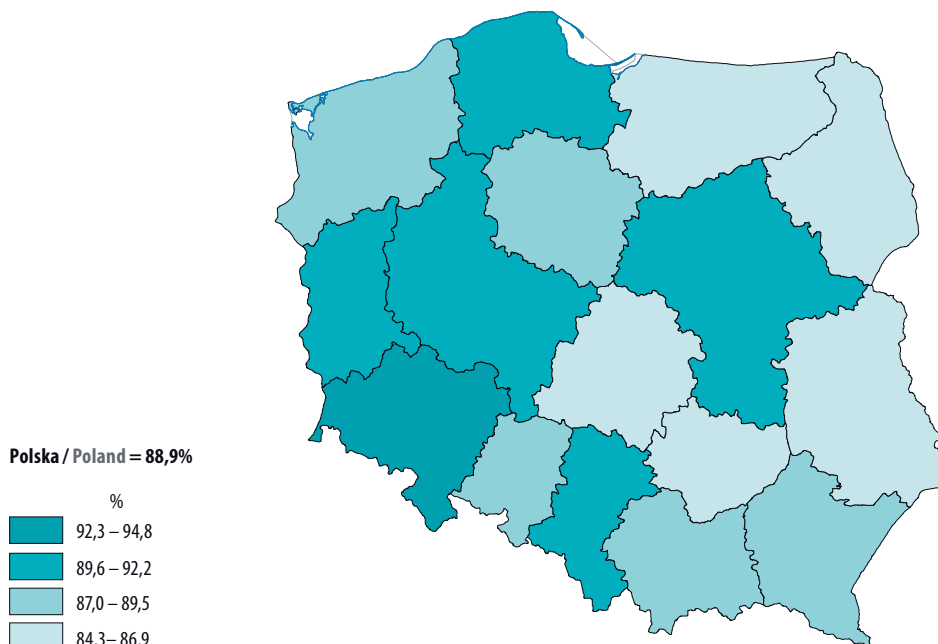 Polska / Poland = 88,9%
%
92,3 – 94,8
89,6 – 92,2
87,0 – 89,5
84,3– 86,9